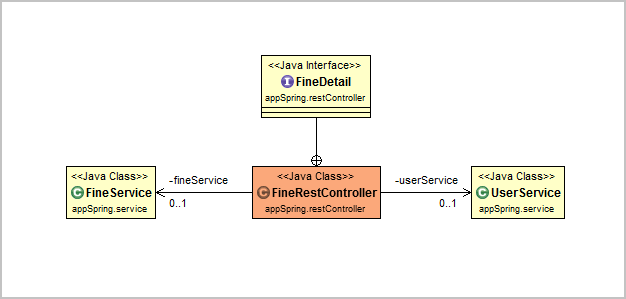 <<Java Interface>>
I FineDetail
appSpring.restController
<<Java Class>>
C FineService
appSpring.service
-fineService
0..1
<<Java Class>>
C FineRestController
appSpring.restController
-userService
0..1
<<Java Class>>
C UserService
appSpring.service